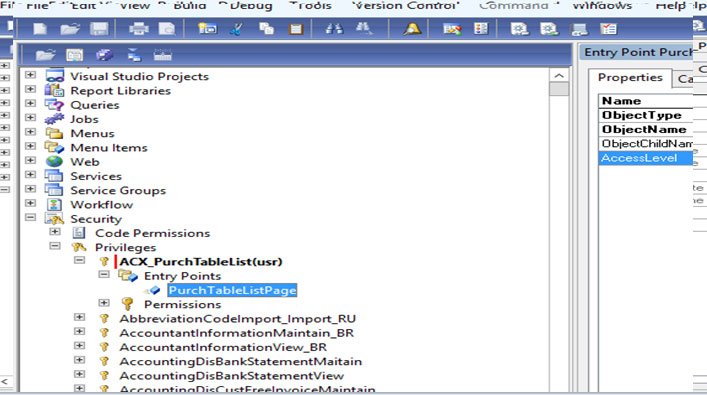 Fil FileEdit View Build Debug Tools Version Control Command Windows Help
Visual Studio Projects
Report Libraries
Queries
Jobs
Menus
Menu Items
Web
Services
Service Groups
Workflow
Security
Code Permissions
Privileges
ACX_PurchTableList(usr)
Entry Points
PurchTableListPage
Permissions
AbbreviationCodeImport_Import_RU
AccountantInformationMaintain_BR
AccountantInformationView_BR
AccountingDisBankStatementMaitain
AccountingDisBankStatementView
AccountingDisCustFreeInvoiceMaintain
Entry Point Purch
Properties Ca
Name
ObjectType
ObjectName
ObjectChildNam
AccessLevel